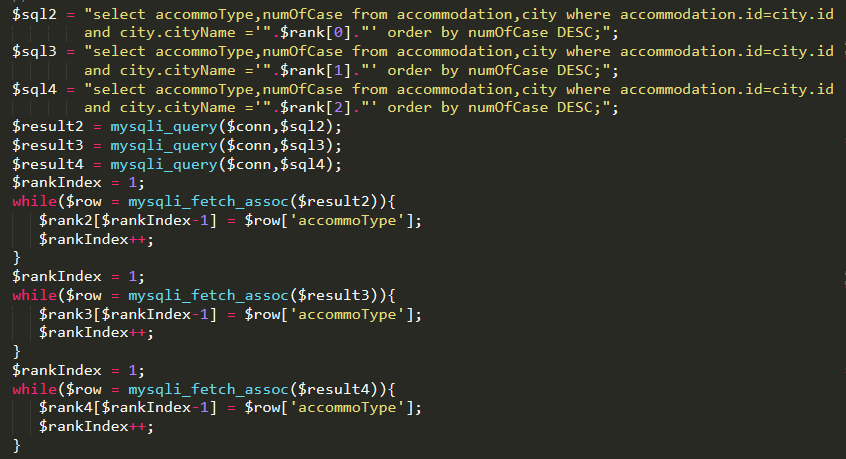 $sql2 = "select accommoType,numOfCase from accommodation,city where accommodation.id=city.id
and city.cityName ='".$rank[0]."' order by numOfCase DESC;";
$sql3 = "select accommoType,numOfCase from accommodation,city where accommodation.id=city.id
and city.cityName ='".$rank[1]."' order by numOfCase DESC;";
$sql4 = "select accommoType,numOfCase from accommodation,city where accommodation.id=city.id
and city.cityName ='".$rank[2]."' order by numOfCase DESC;";
$result2 = mysqli_query($conn,$sql2);
$result3 = mysqli_query($conn,$sql3);
$result4 = mysqli_query($conn,$sql4);
$rankIndex = 1;
while($row = mysqli_fetch_assoc($result2)){
$rank2[$rankIndex-1] = $row['accommoType'];
$rankIndex++;
}
$rankIndex = 1;
while($row = mysqli_fetch_assoc($result3)){
$rank3[$rankIndex-1] = $row['accommoType'];
$rankIndex++;
}
$rankIndex = 1;
while($row = mysqli_fetch_assoc($result4)){
$rank4[$rankIndex-1] = $row['accommoType'];
$rankIndex++;
}